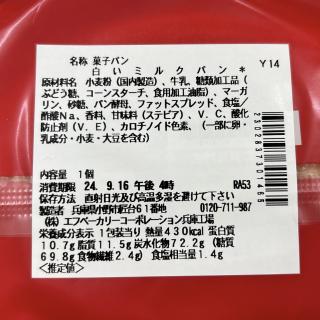 名称 菓子パン Y14
白いミルクパン＊
原材料名 小麦粉（国内製造）、牛乳、糖類加工品（
ぶどう糖、コーンスターチ、食用加工油脂）、マーガ
リン、砂糖、パン酵母、ファットスプレッド、食塩／
酢酸Ｎａ、香料、甘味料（ステビア）、Ｖ．Ｃ、酸化
防止剤（Ｖ．Ｅ）、カロチノイド色素、（一部に卵・
乳成分・小麦・大豆を含む）
内容量 1個
消費期限 24. 9.16 午後 4時 RA53
保存方法 直射日光及び高温多湿を避けて下さい
製造者 兵庫県小野市匠台６１番地 0120-711-987
（株）エフベーカリーコーポレーション兵庫工場
栄養成分表示 1包装当り 熱量430kcal 蛋白質
10.7g 脂質11.5g 炭水化物72.2g（糖質
69.8g 食物繊維2.4g）食塩相当量1.4g
＜推定値＞